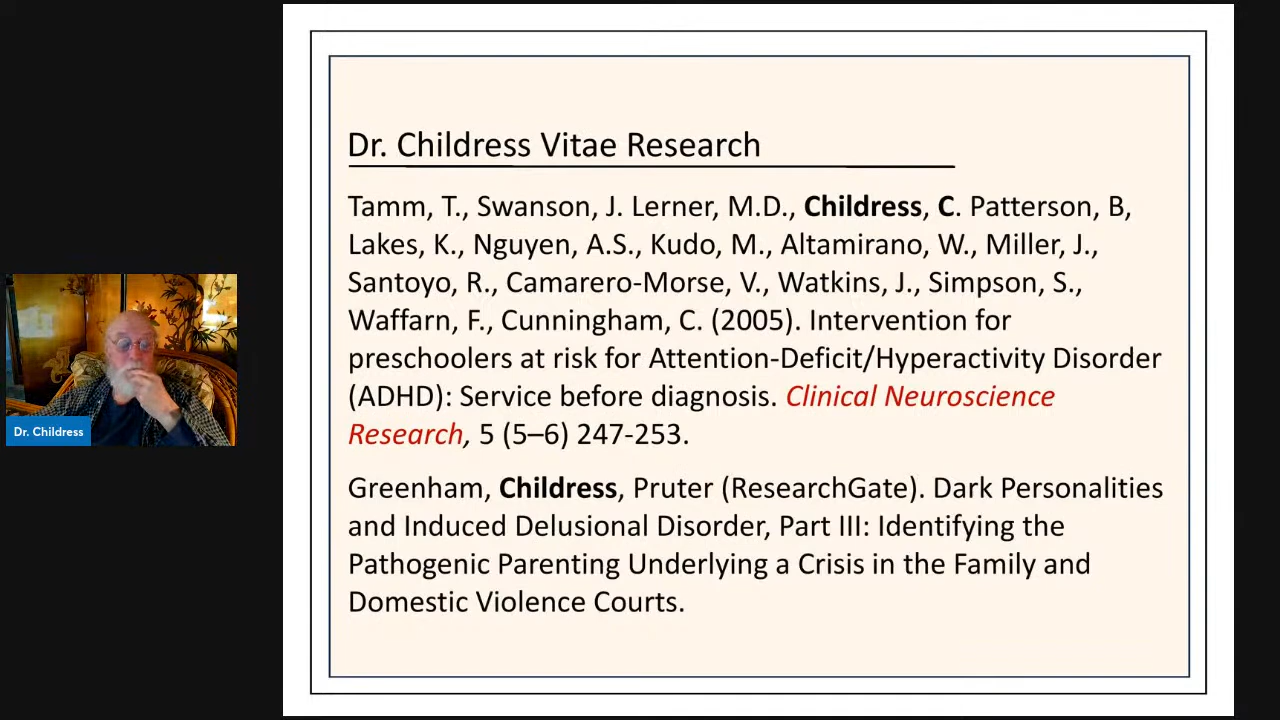 Dr. Childress Vitae Research
Tamm, T., Swanson, J. Lerner, M.D., Childress, C. Patterson, B,
Lakes, K., Nguyen, A.S., Kudo, M., Altamirano, W., Miller, J.,
Santoyo, R., Camarero-Morse, V., Watkins, J., Simpson, S.,
Waffarn, F., Cunningham, C. (2005). Intervention for
preschoolers at risk for Attention-Deficit/Hyperactivity Disorder
(ADHD): Service before diagnosis. Clinical Neuroscience
Research, 5 (5–6) 247-253.
Greenham, Childress, Pruter (ResearchGate). Dark Personalities
and Induced Delusional Disorder, Part III: Identifying the
Pathogenic Parenting Underlying a Crisis in the Family and
Domestic Violence Courts.
Dr. Childress